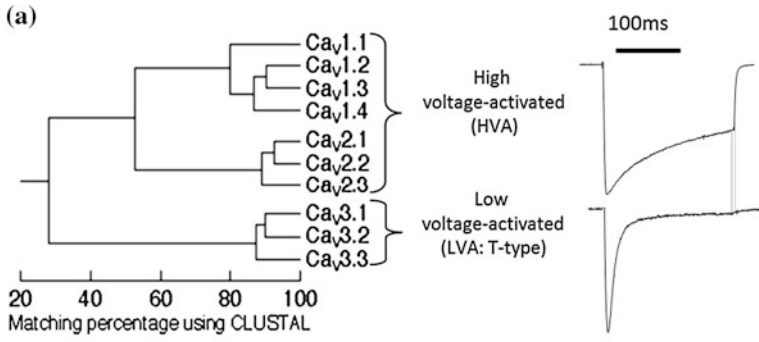 (a)
Cav1.1
Cav1.2
Cav1.3
Cav1.4
Cav2.1
Cav2.2
Cav2.3
Cav3.1
Cav3.2
Cav3.3
20 40 60 80 100
Matching percentage using CLUSTAL
High
voltage-activated
(HVA)
Low
voltage-activated
(LVA: T-type)
100ms